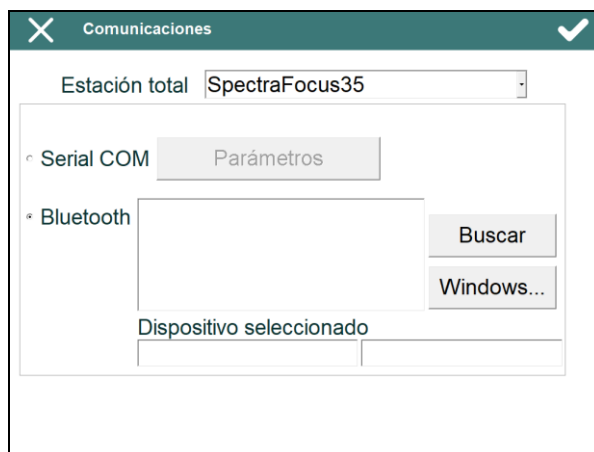 Comunicaciones
Estación total SpectraFocus35
Serial COM Parámetros
Bluetooth
Buscar
Windows...
Dispositivo seleccionado